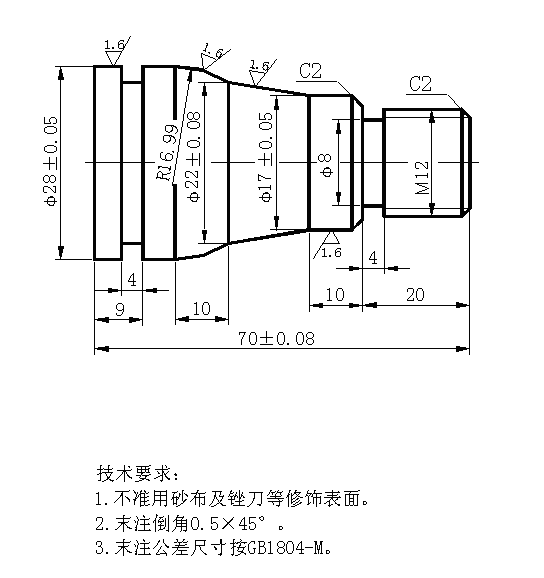 1.6
1.6
1.6
C2
C2
φ28±0.05
R16.99
φ22±0.08
φ17±0.05
φ8
M12
1.6
4
4
9
10
10
20
70±0.08
技术要求：
1.不准用砂布及锉刀等修饰表面。
2.末注倒角0.5×45°。
3.末注公差尺寸按GB1804-M。